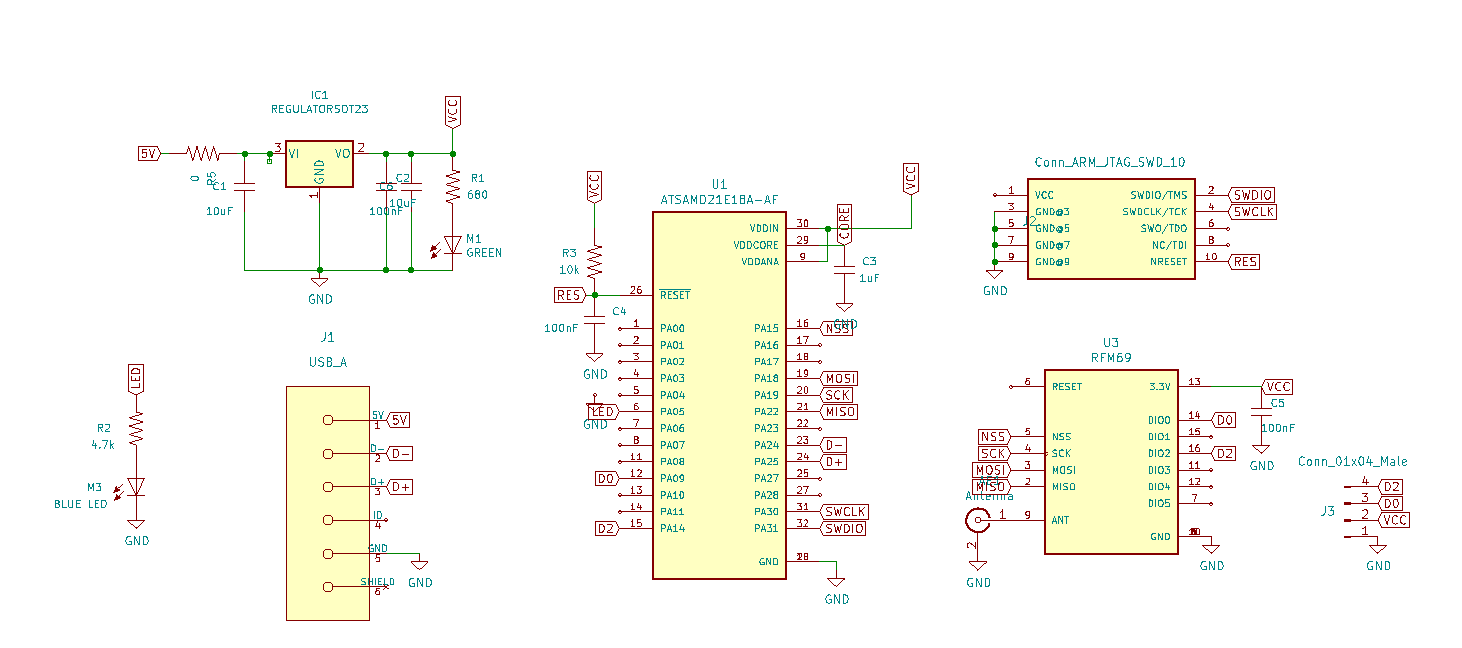 IC1
REGULATORSOT23
5V
0
R5
C1
10uF
3
VI
VO
2
GND
1
C6
100nF
C2
10uF
VCC
R1
680
M1
GREEN
GND
LED
R2
4.7k
M3
BLUE LED
GND
J1
USB_A
5V
1
5V
D-
2
D-
D+
3
D+
ID
4
GND
5
GND
SHIELD
6
VCC
R3
10k
RES
C4
100nF
GND
GND
U1
ATSAMD21E18A-AF
26
RESET
1 PA00
2 PA01
3 PA02
4 PA03
5 PA04
LED 6 PA05
7 PA06
8 PA07
11 PA08
D0 12 PA09
13 PA10
14 PA11
D2 15 PA14
VDDIN 30
VDDCORE 29
VDDANA 9
PA15 16 NSS
PA16 17
PA17 18
PA18 19 MOSI
PA19 20 SCK
PA22 21 MISO
PA23 22
PA24 23 D-
PA25 24 D+
PA27 25
PA28 27
PA30 31 SWCLK
PA31 32 SWDIO
GND
GND
VCC
CORE
C3
1uF
GND
Conn_ARM_JTAG_SWD_10
J2
1 VCC
3 GND@3
5 GND@5
7 GND@7
9 GND@9
SWDIO/TMS 2 SWDIO
SWDCLK/TCK 4 SWCLK
SWO/TDO 6
NC/TDI 8
NRESET 10 RES
GND
U3
RFM69
6 RESET
NSS 5 NSS
SCK 4 SCK
MOSI 3 MOSI
MISO 2 MISO
Antenna
1
2
9 ANT
GND
3.3V 13 VCC
DIO0 14 D0
DIO1 15
DIO2 16 D2
DIO3 11
DIO4 12
DIO5 7
GND
GND
C5
100nF
GND
Conn_01x04_Male
J3
4 D2
3 D0
2 VCC
1
GND